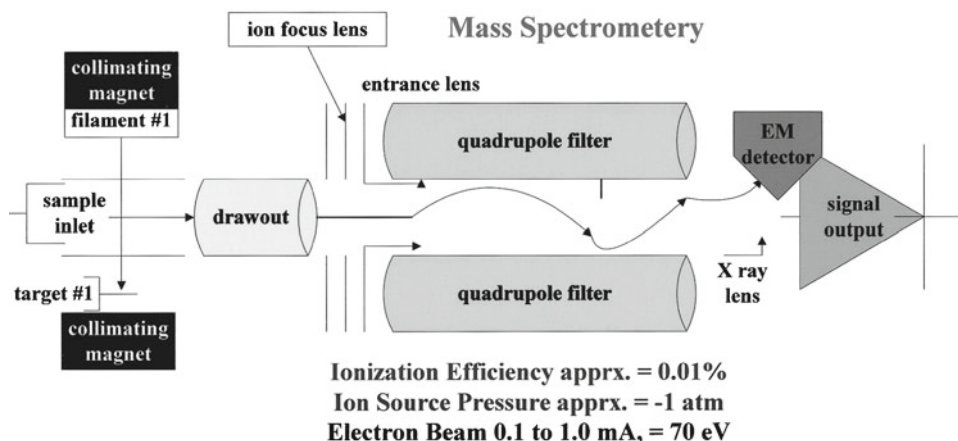 ion focus lens
Mass Spectrometery
collimating
magnet
filament #1
entrance lens
quadrupole filter
EM
detector
sample
inlet
drawout
signal
output
target #1
X ray
lens
quadrupole filter
collimating
magnet
Ionization Efficiency apprx. = 0.01%
Ion Source Pressure apprx. = -1 atm
Electron Beam 0.1 to 1.0 mA, = 70 eV